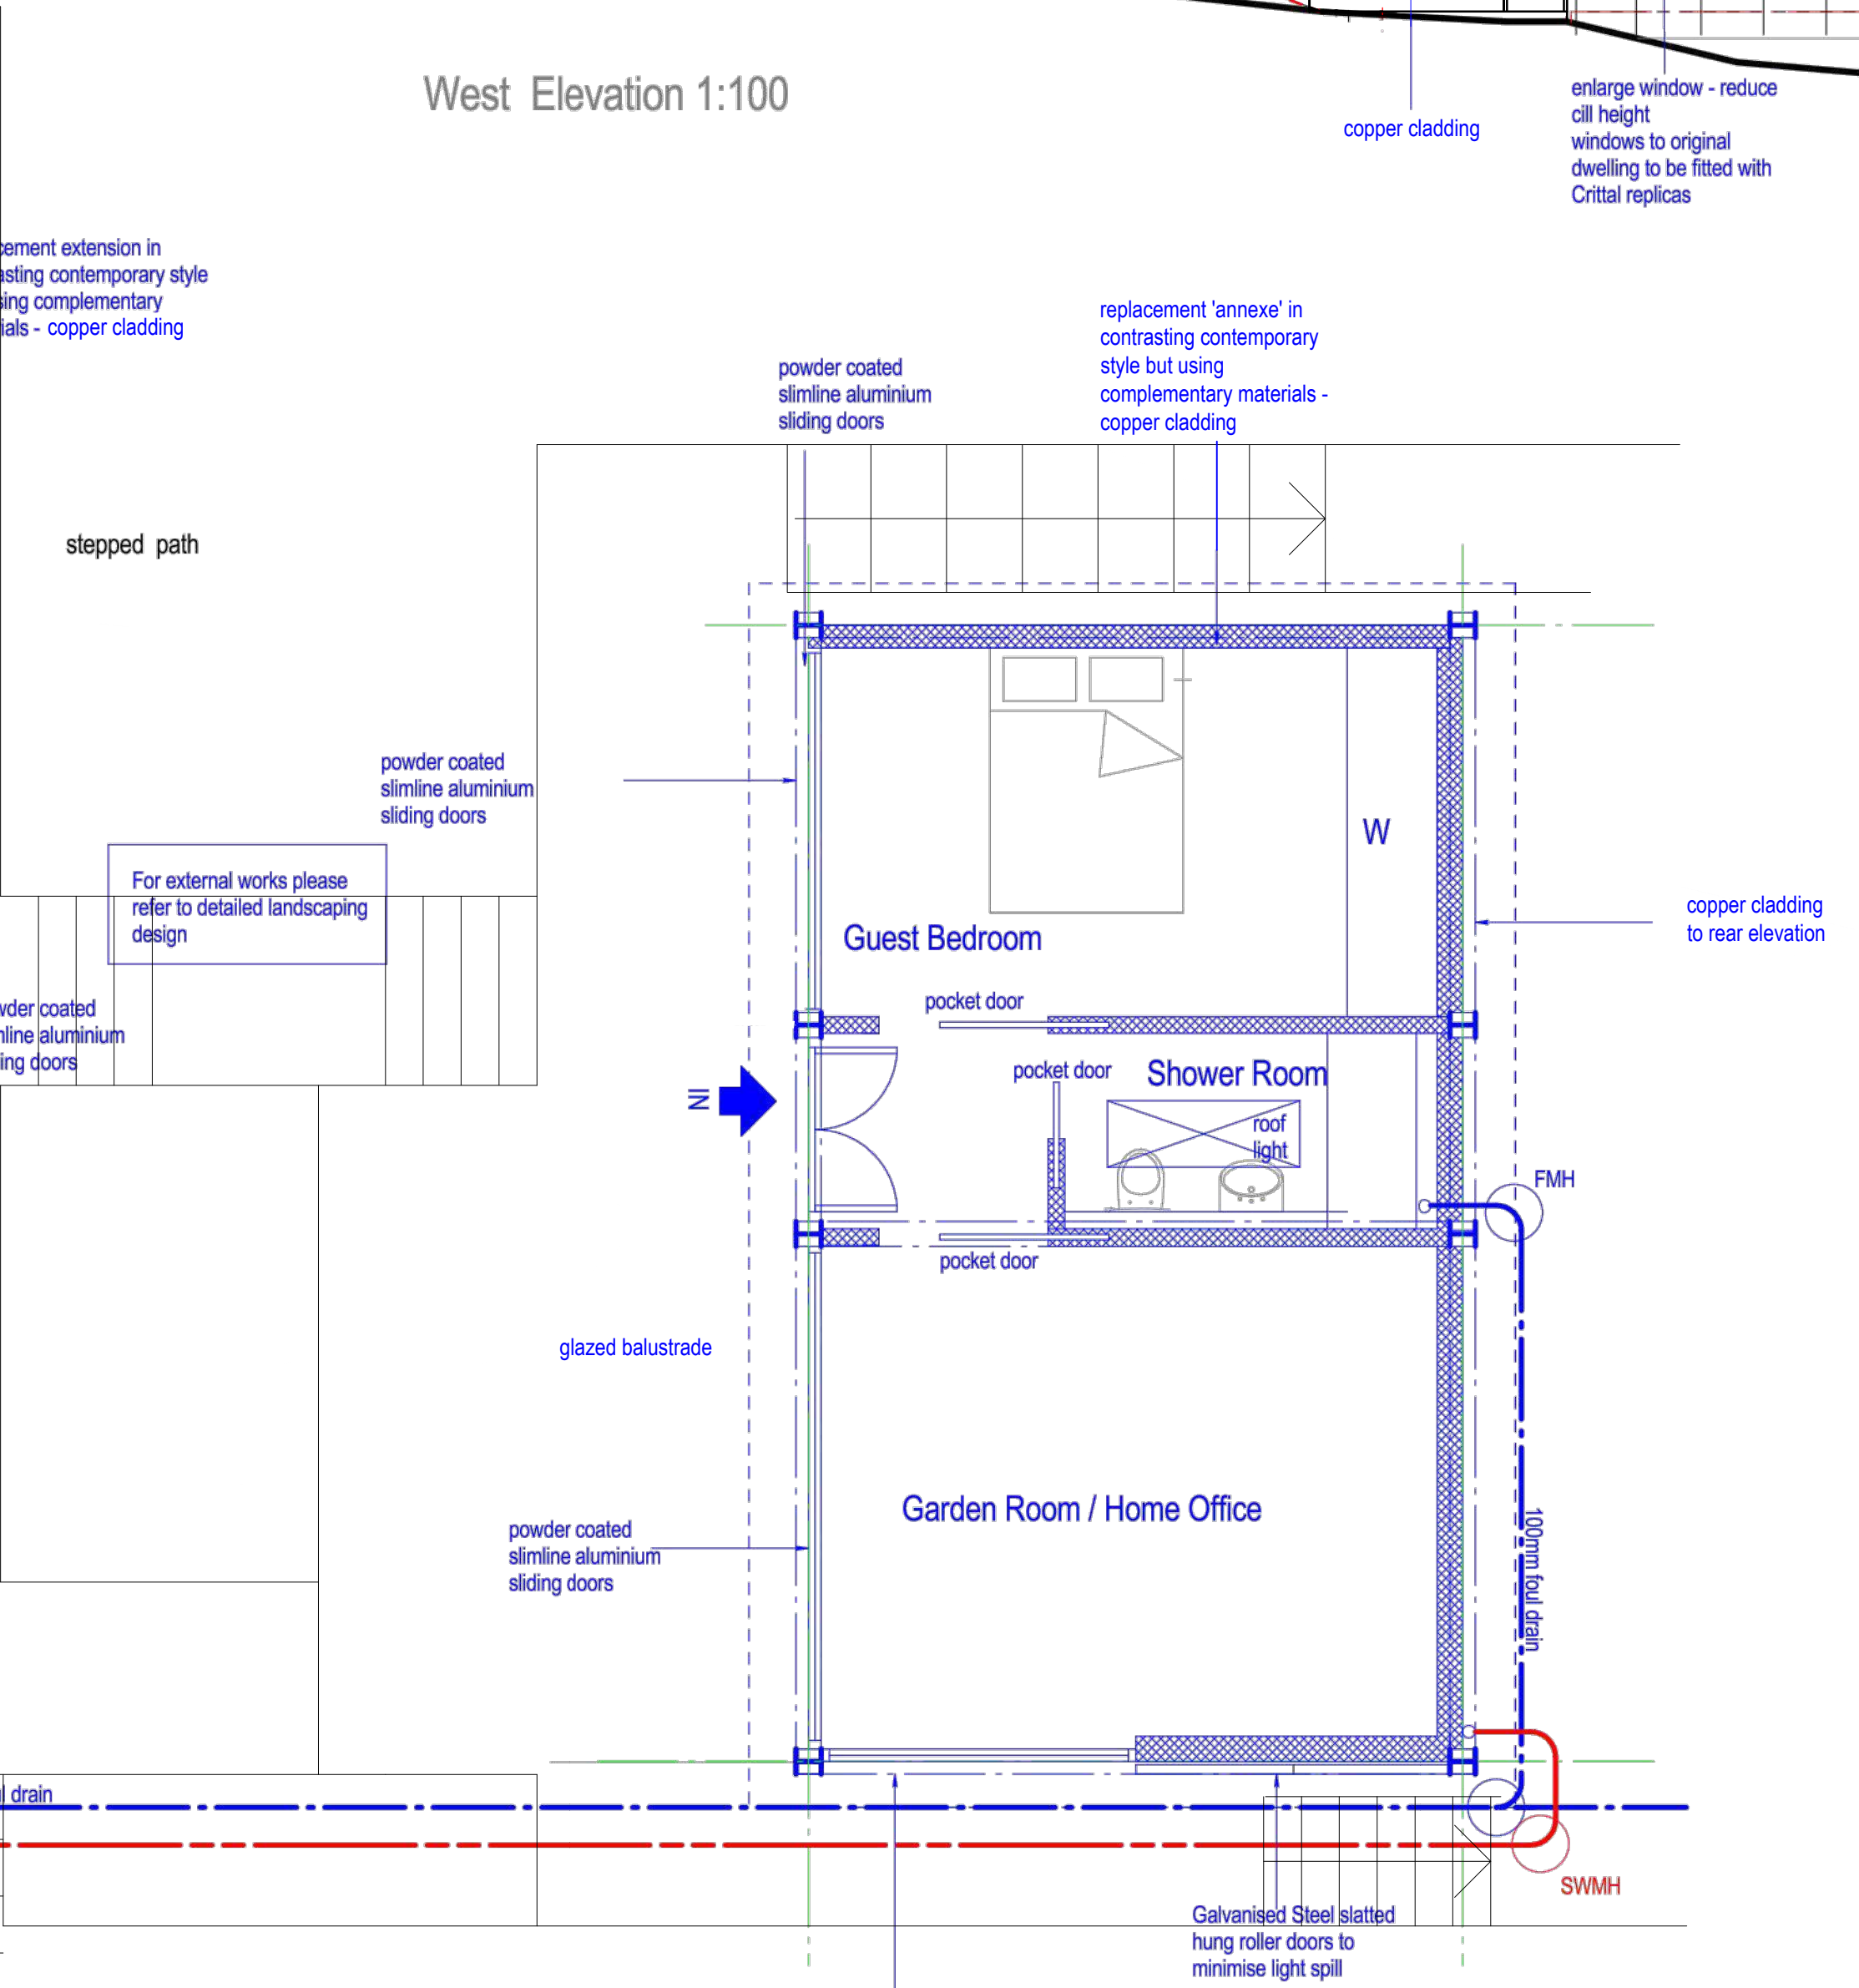 West Elevation 1:100
copper cladding
enlarge window - reduce
cill height
windows to original
dwelling to be fitted with
Crittal replicas
cement extension in
asting contemporary style
sing complementary
ials - copper cladding
replacement 'annexe' in
contrasting contemporary
style but using
complementary materials -
copper cladding
powder coated
slimline aluminium
sliding doors
stepped path
powder coated
slimline aluminium
sliding doors
W
For external works please
refer to detailed landscaping
design
copper cladding
to rear elevation
Guest Bedroom
pocket door
wder coated
mline aluminium
ing doors
pocket door
Shower Room
IN
roof
light
FMH
pocket door
glazed balustrade
Garden Room / Home Office
powder coated
slimline aluminium
sliding doors
100mm foul drain
l drain
SWMH
Galvanised Steel slatted
hung roller doors to
minimise light spill